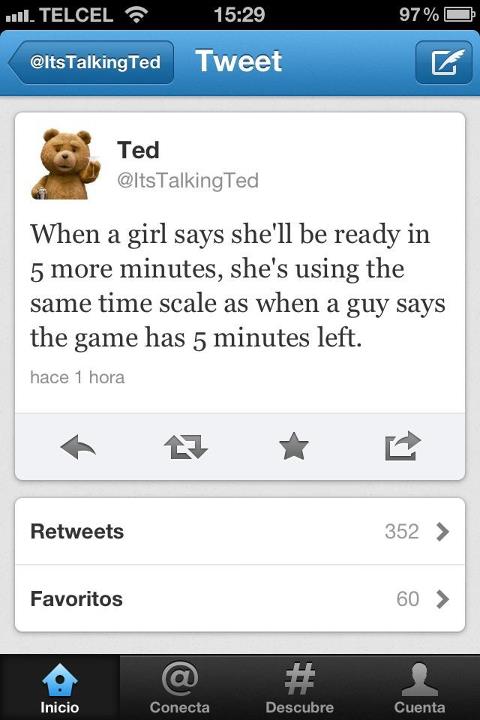 TELCEL 15:29 97%
@ItsTalkingTed Tweet
Ted
@ItsTalkingTed
When a girl says she'll be ready in
5 more minutes, she's using the
same time scale as when a guy says
the game has 5 minutes left.
hace 1 hora
Retweets 352
Favoritos 60
@ #
Inicio Conecta Descubre Cuenta